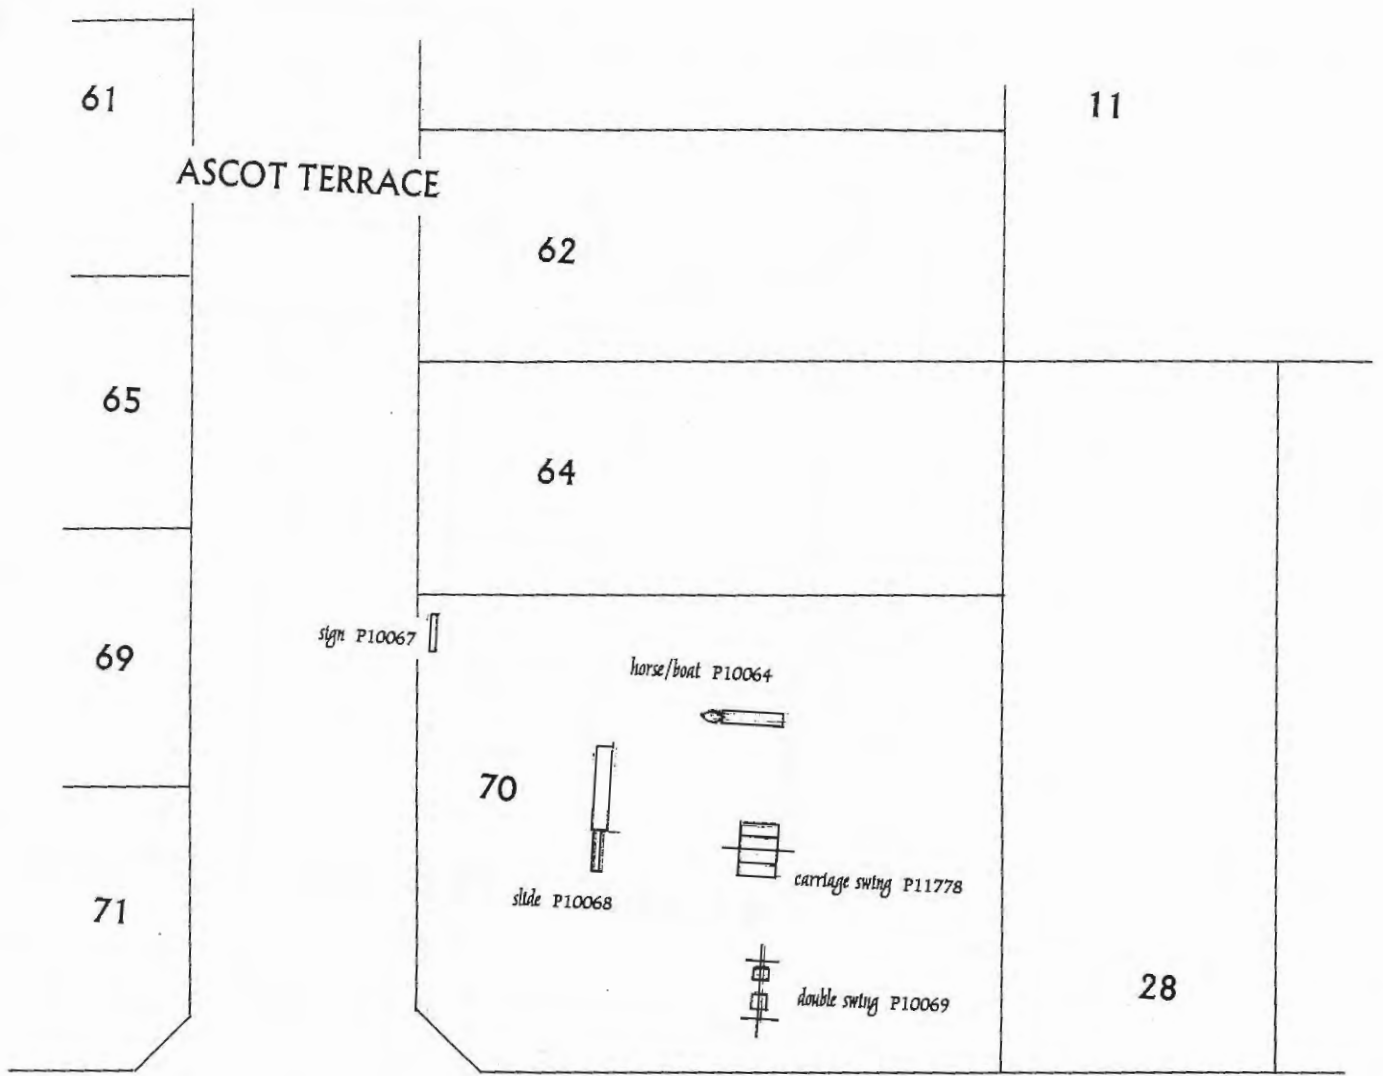 61
11
ASCOT TERRACE
62
65
64
sign P10067
69
horse/boat P10064
70
carriage swing P11778
slide P10068
71
28
double swing P10069